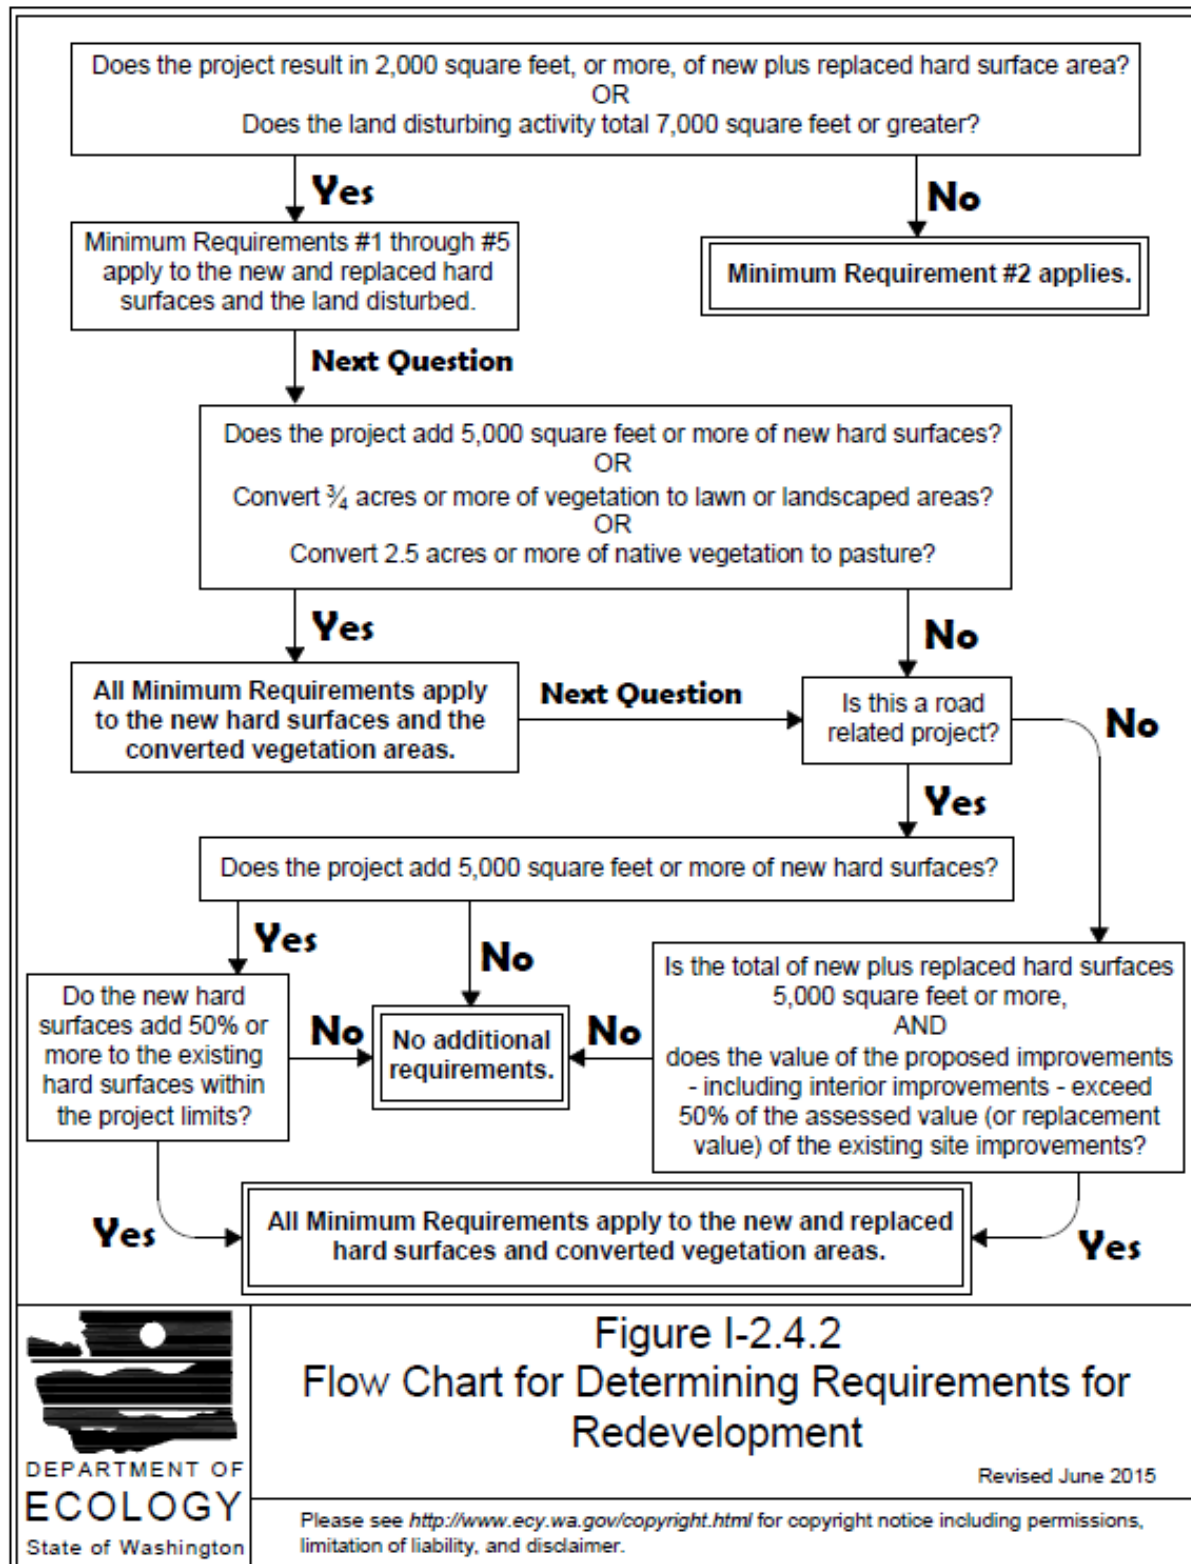 Does the project result in 2,000 square feet, or more, of new plus replaced hard surface area?
OR
Does the land disturbing activity total 7,000 square feet or greater?
Yes
No
Minimum Requirements #1 through #5
apply to the new and replaced hard
surfaces and the land disturbed.
Minimum Requirement #2 applies.
Next Question
Does the project add 5,000 square feet or more of new hard surfaces?
OR
Convert ¾ acres or more of vegetation to lawn or landscaped areas?
OR
Convert 2.5 acres or more of native vegetation to pasture?
Yes
No
All Minimum Requirements apply
to the new hard surfaces and the
converted vegetation areas.
Next Question
Is this a road
related project?
No
Yes
Does the project add 5,000 square feet or more of new hard surfaces?
Yes
No
Do the new hard
surfaces add 50% or
more to the existing
hard surfaces within
the project limits?
No
No additional
requirements.
No
Is the total of new plus replaced hard surfaces
5,000 square feet or more,
AND
does the value of the proposed improvements
- including interior improvements - exceed
50% of the assessed value (or replacement
value) of the existing site improvements?
Yes
All Minimum Requirements apply to the new and replaced
hard surfaces and converted vegetation areas.
Yes
DEPARTMENT OF
ECOLOGY
State of Washington
Figure I-2.4.2
Flow Chart for Determining Requirements for
Redevelopment
Revised June 2015
Please see http://www.ecy.wa.gov/copyright.html for copyright notice including permissions,
limitation of liability, and disclaimer.